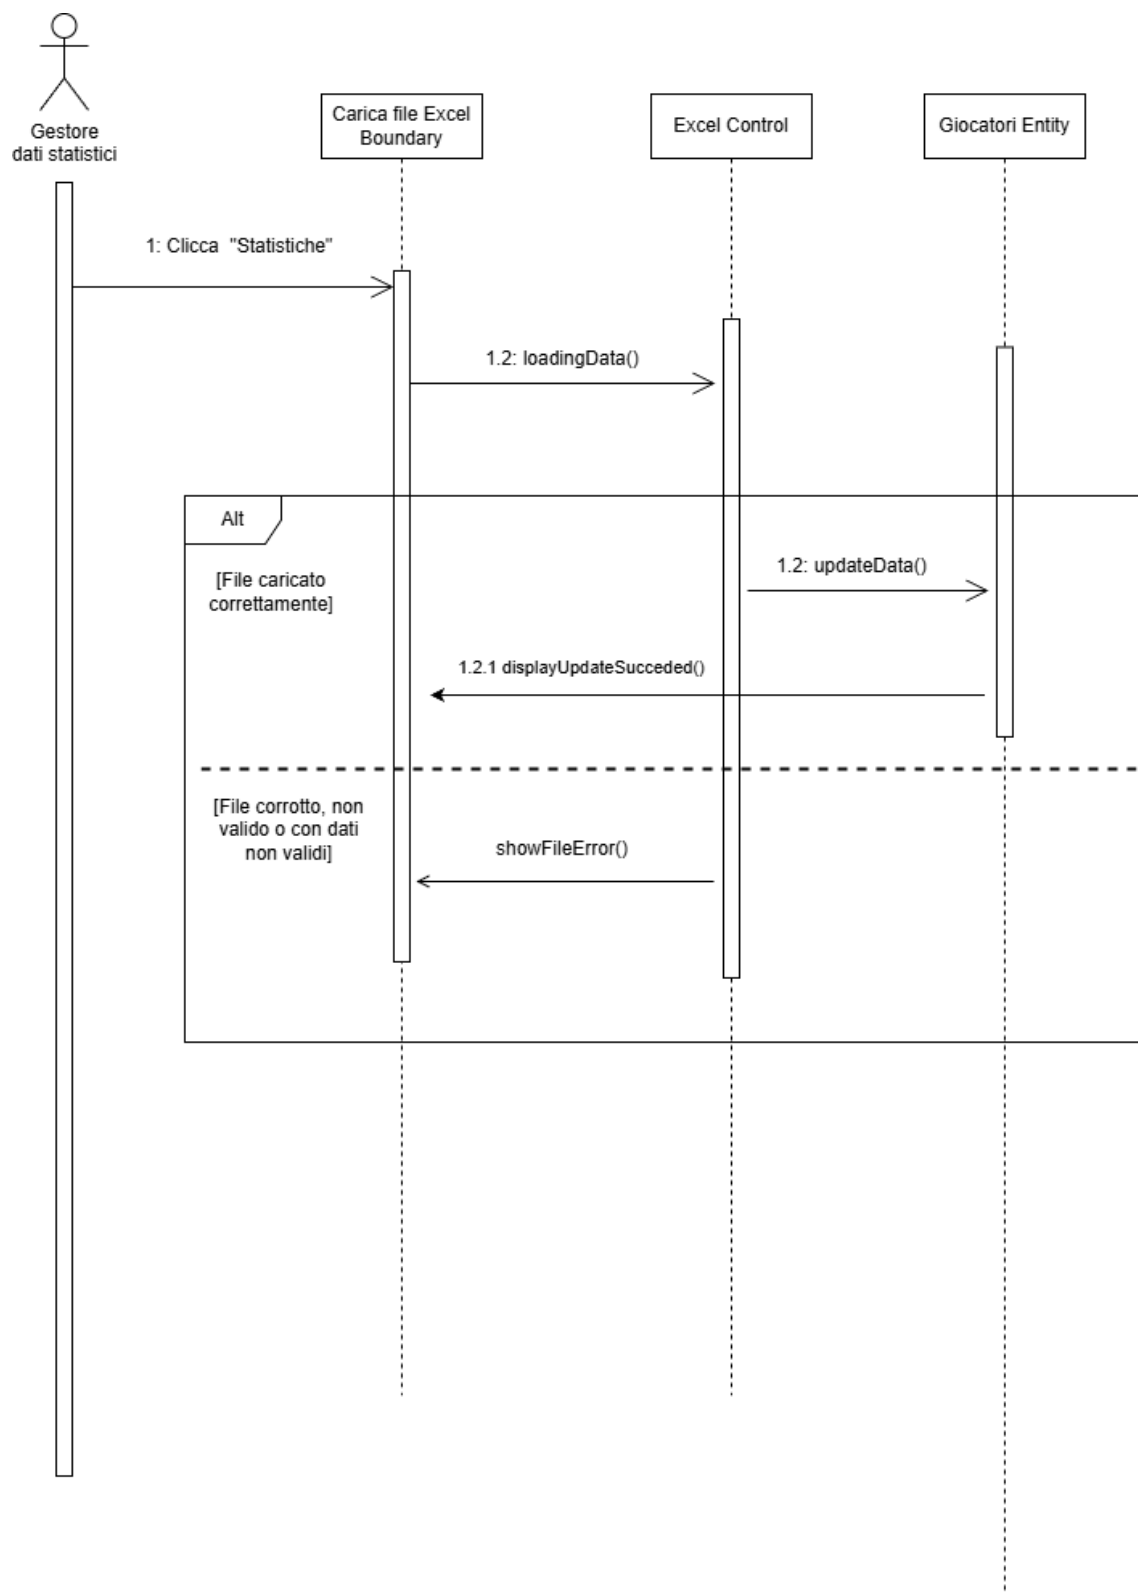 Gestore
dati statistici
Carica file Excel
Boundary
Excel Control
Giocatori Entity
1: Clicca "Statistiche"
1.2: loadingData()
Alt
[File caricato
correttamente]
1.2: updateData()
1.2.1 displayUpdateSucceded()
[File corrotto, non
valido o con dati
non validi]
showFileError()